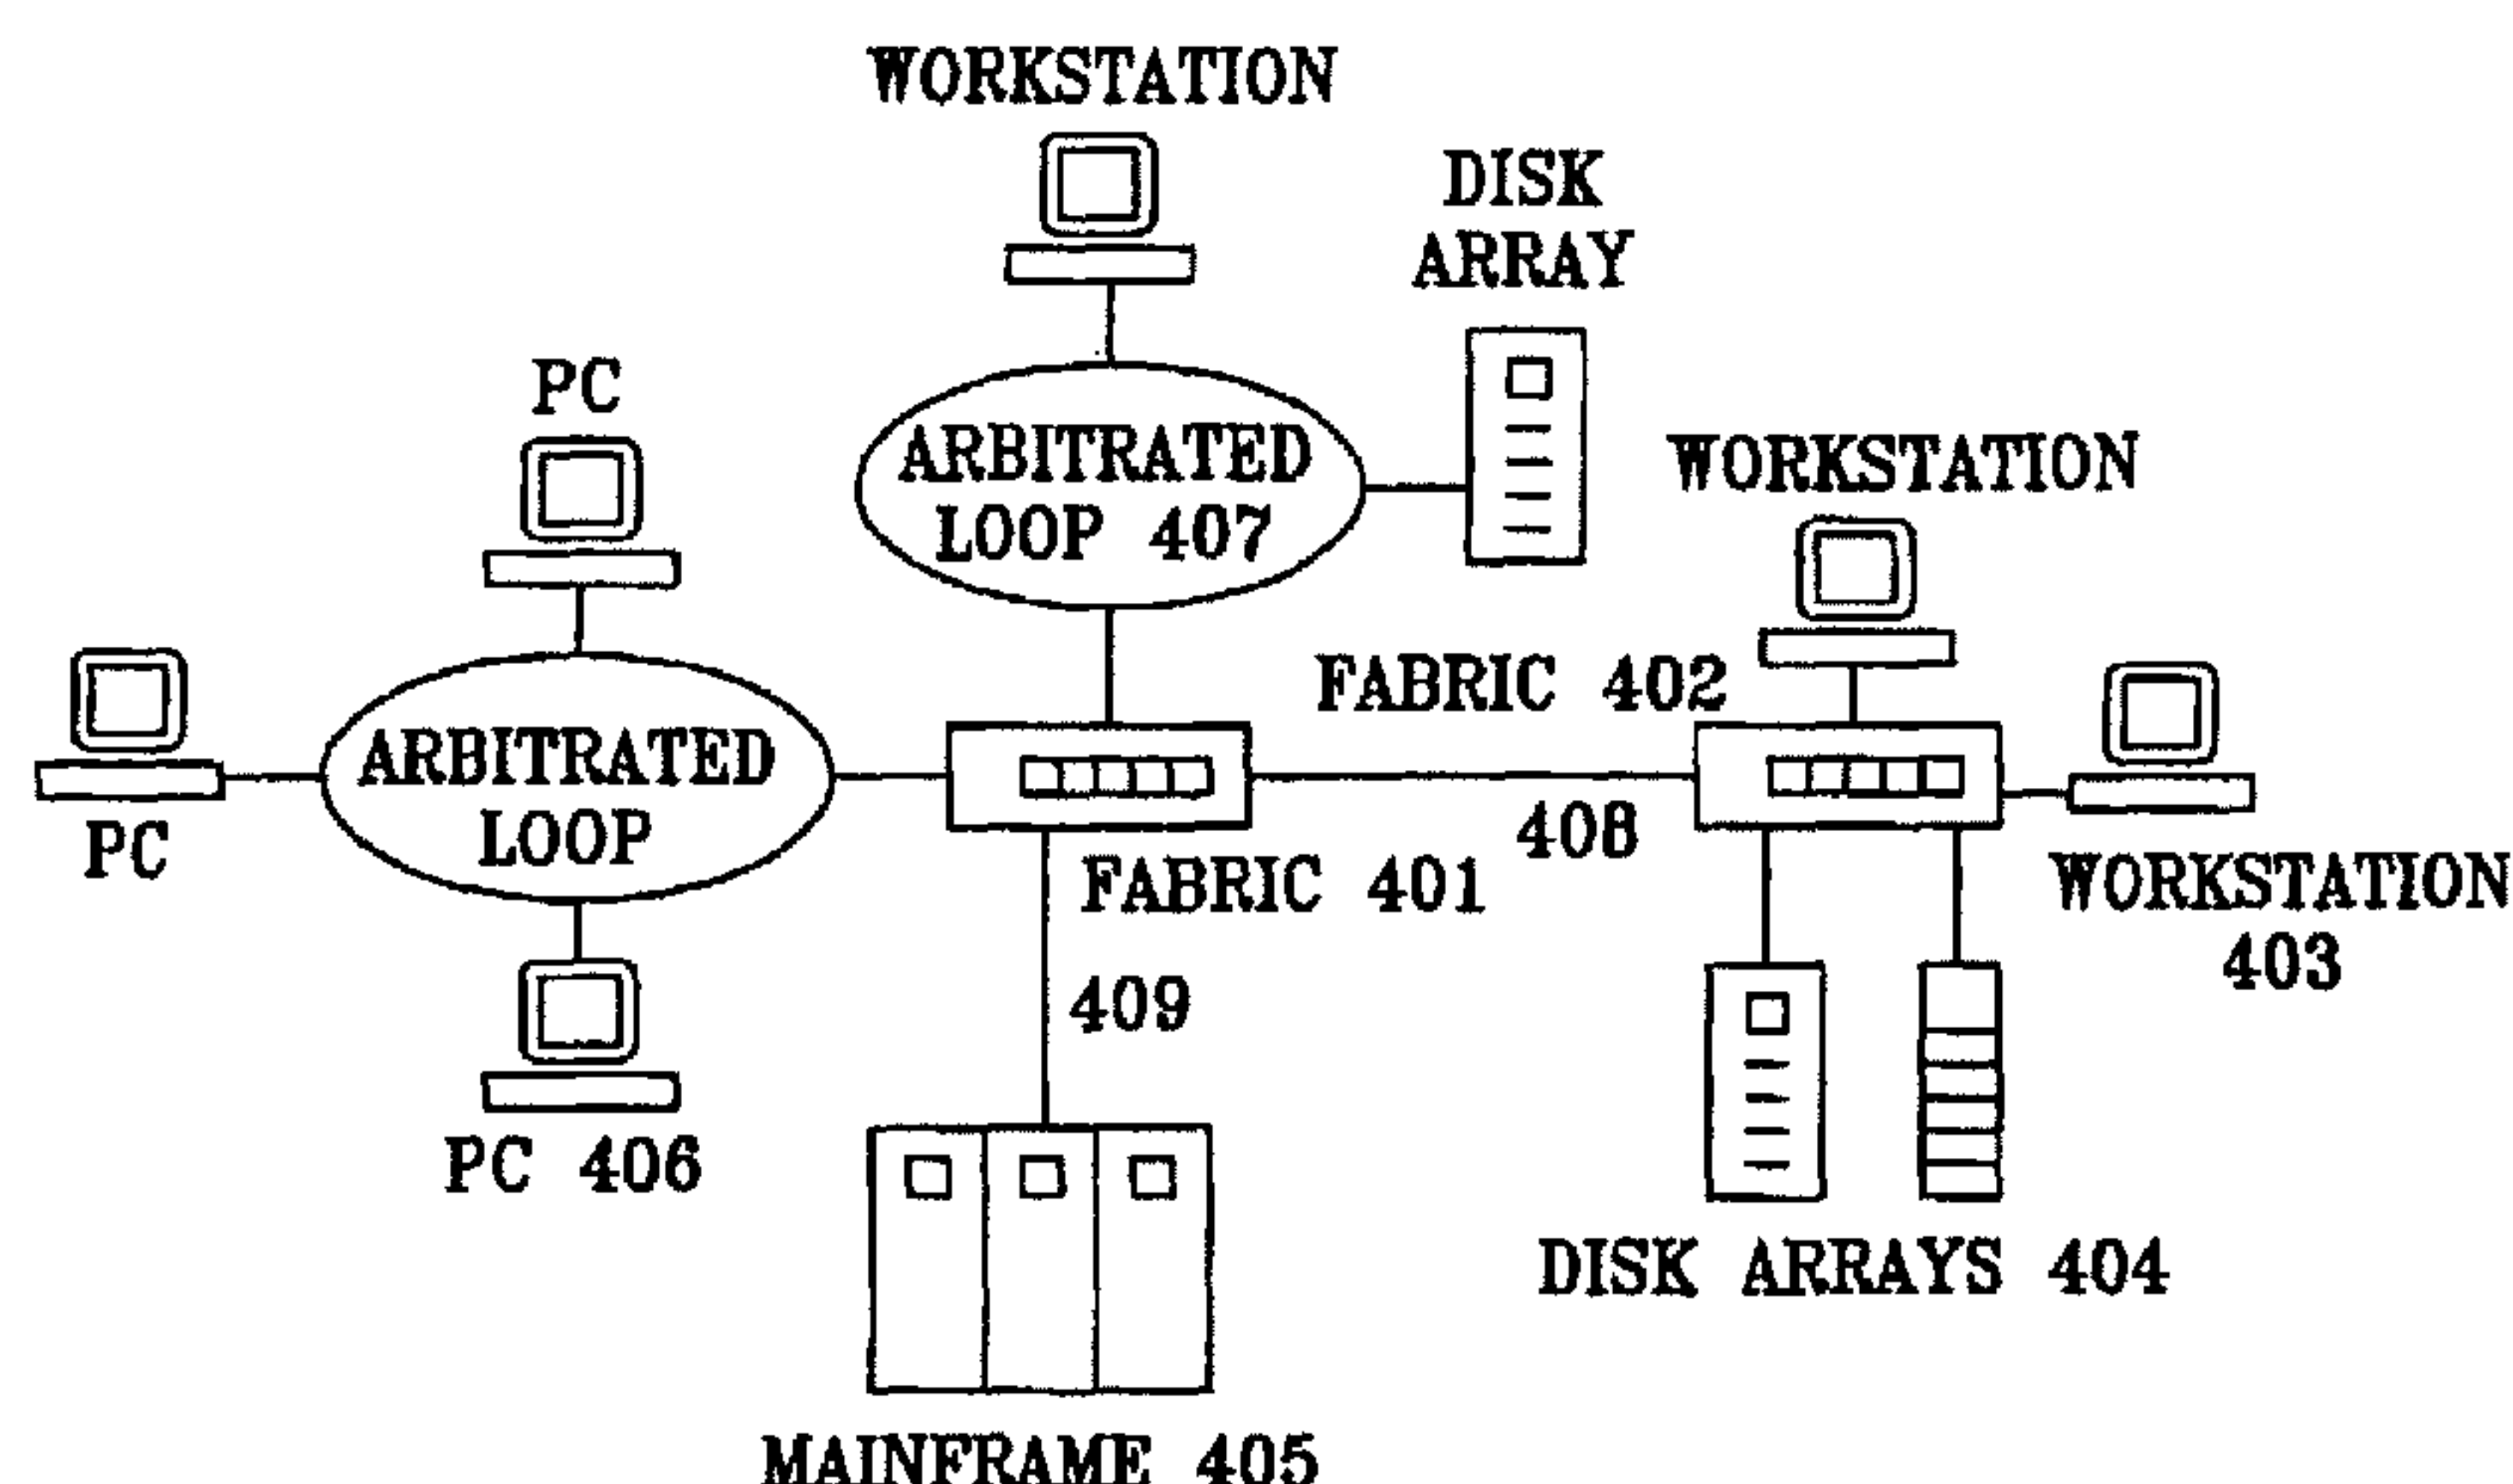 WORKSTATION
DISK
ARRAY
PC
ARBITRATED
LOOP 407
WORKSTATION
FABRIC 402
ARBITRATED
LOOP
PC
408
FABRIC 401
WORKSTATION
403
409
PC 406
DISK ARRAYS 404
MAINFRAME 405